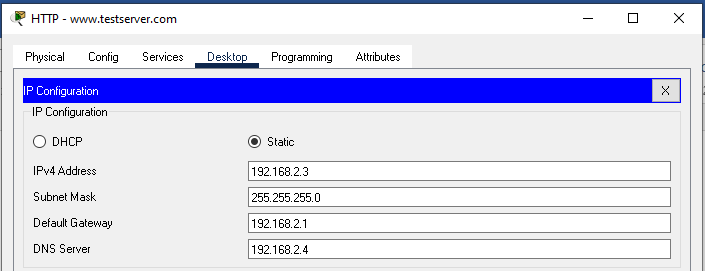 HTTP - www.testserver.com
Physical Config Services Desktop Programming Attributes
IP Configuration X
IP Configuration
DHCP Static
IPv4 Address 192.168.2.3
Subnet Mask 255.255.255.0
Default Gateway 192.168.2.1
DNS Server 192.168.2.4